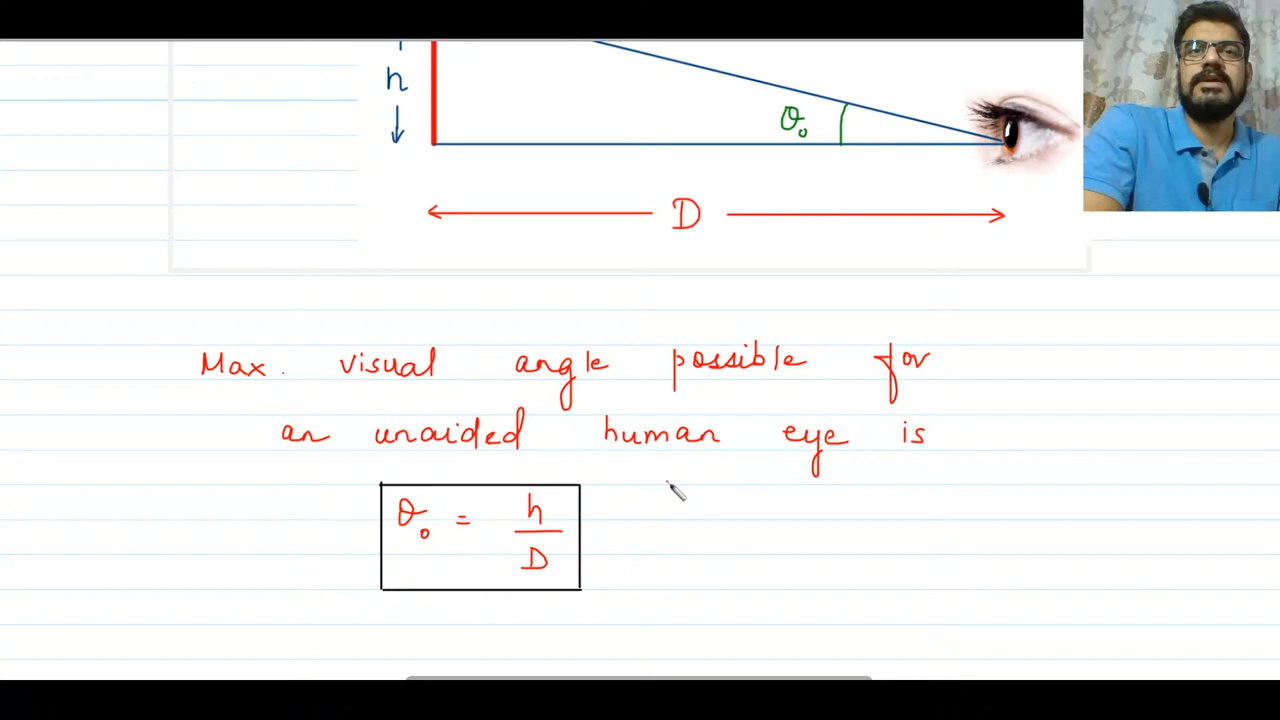 h
θ₀
D
Max. visual angle possible for
an unaided human eye is
θ₀ = h/D